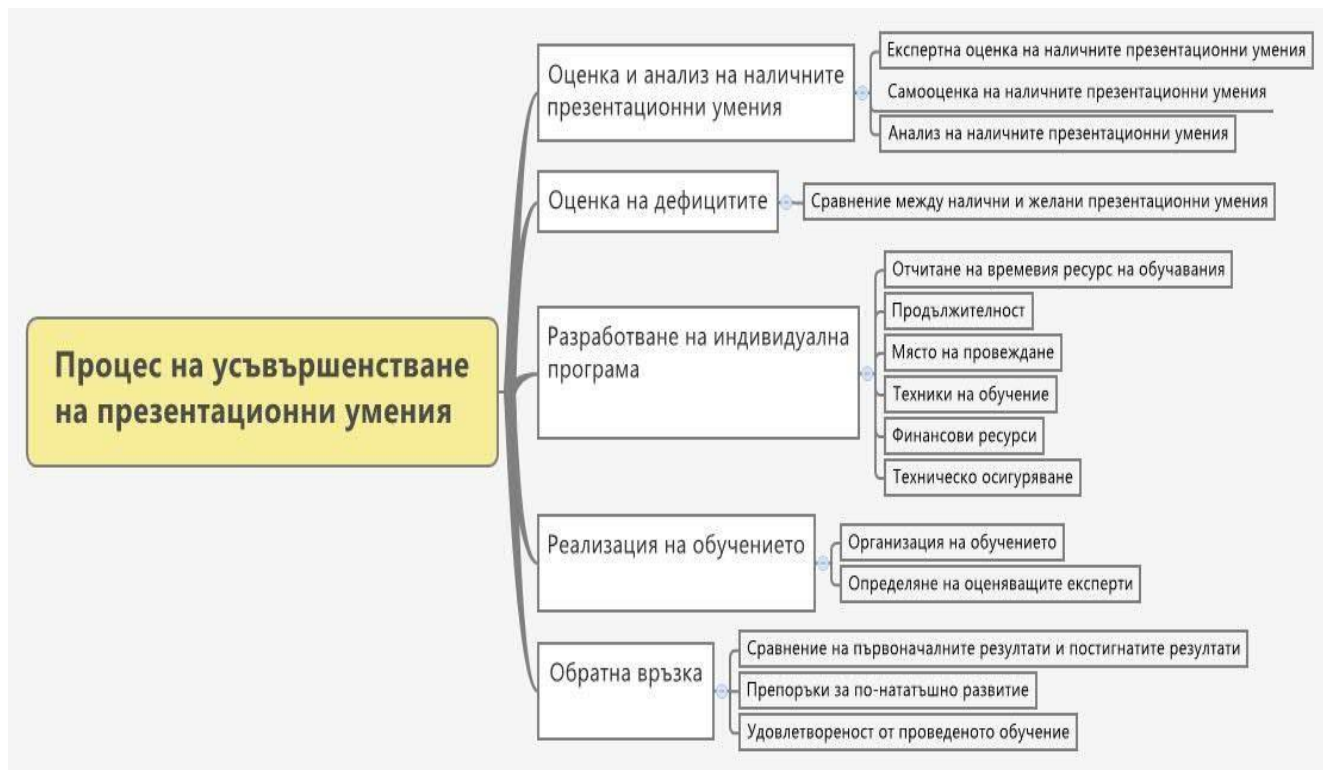 Процес на усъвършенстване
на презентационни умения
Оценка и анализ на наличните
презентационни умения
Експертна оценка на наличните презентационни умения
Самооценка на наличните презентационни умения
Анализ на наличните презентационни умения
Оценка на дефицитите
Сравнение между налични и желани презентационни умения
Разработване на индивидуална
програма
Отчитане на времевия ресурс на обучавания
Продължителност
Място на провеждане
Техники на обучение
Финансови ресурси
Техническо осигуряване
Реализация на обучението
Организация на обучението
Определяне на оценяващите експерти
Обратна връзка
Сравнение на първоначалните резултати и постигнатите резултати
Препоръки за по-нататъшно развитие
Удовлетвореност от проведеното обучение